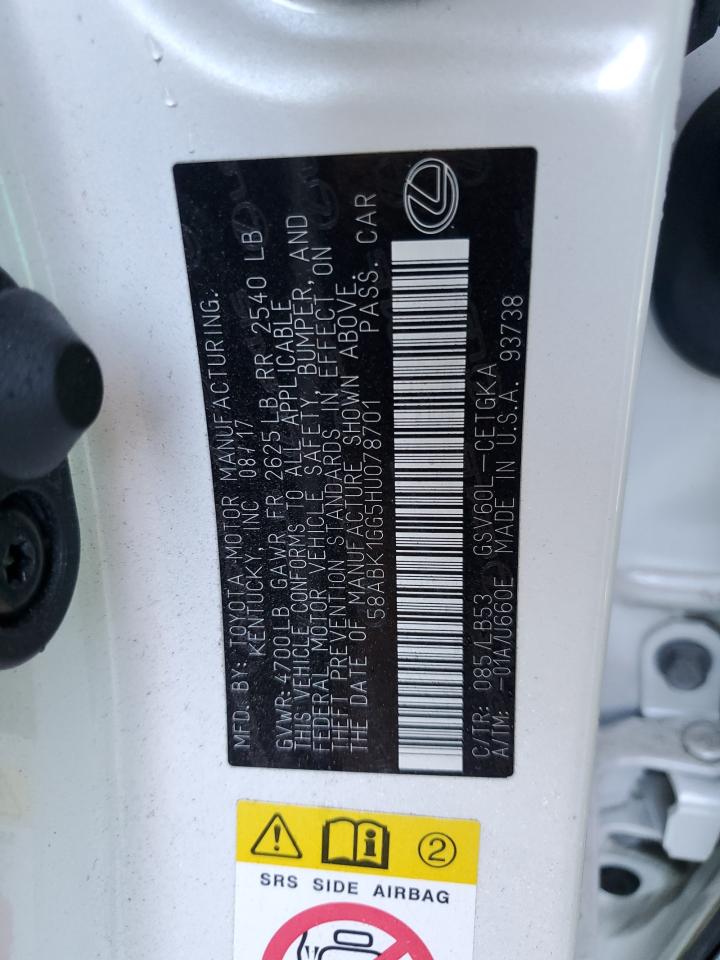 MFD. BY: TOYOTA MOTOR MANUFACTURING.
KENTUCKY, INC 08/17
GVWR: 4700LB GAWR FR 2625LB RR 2540 LB
THIS VEHICLE CONFORMS TO ALL APPLICABLE
FEDERAL MOTOR VEHICLE SAFETY, BUMPER, AND
THEFT PREVENTION STANDARDS IN EFFECT ON
THE DATE OF MANUFACTURE SHOWN ABOVE.
58ABK1GG5HU078701 PASS. CAR
C/TR: 085/LB53 GSV60L-CETGKA
A/TM: -01A/U660E MADE IN U.S.A. 93738
2
SRS SIDE AIRBAG